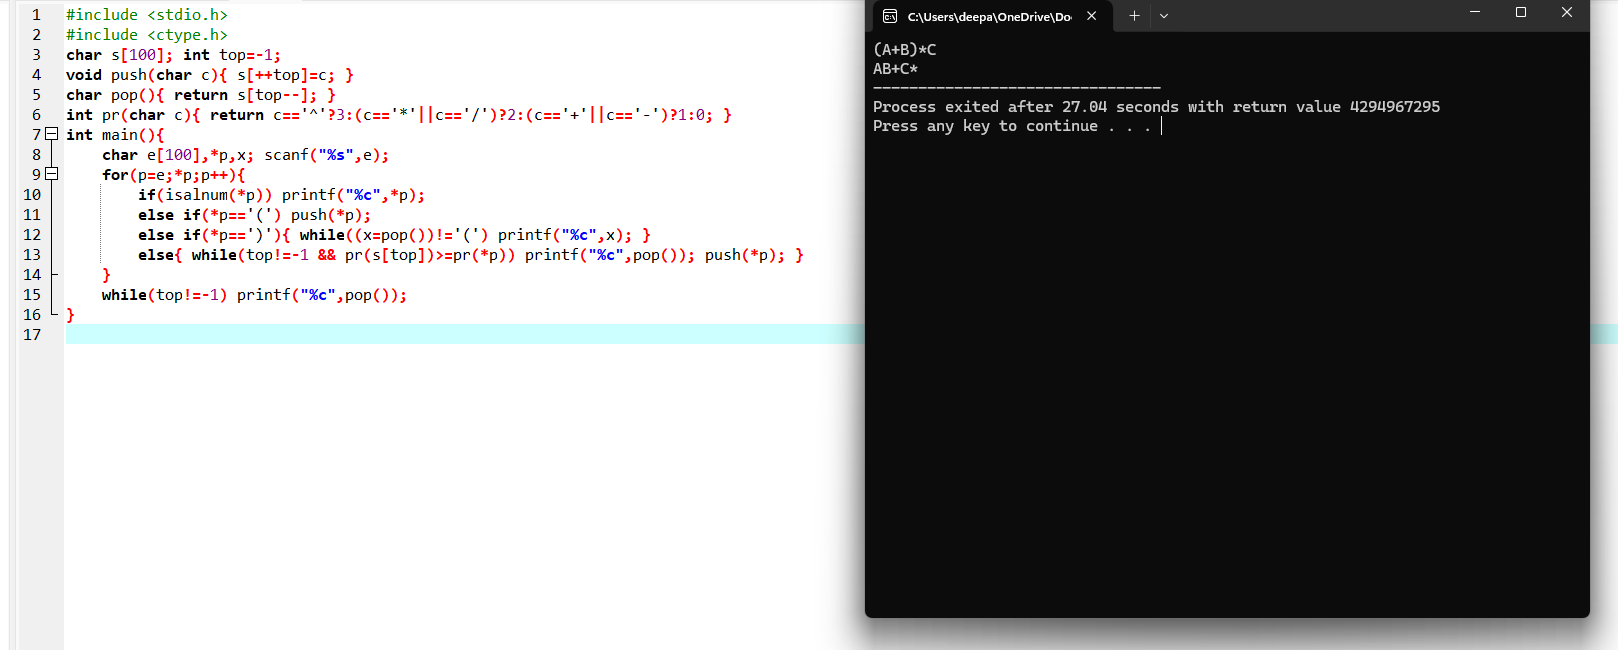 1 #include <stdio.h>
2 #include <ctype.h>
3 char s[100]; int top=-1;
4 void push(char c){ s[++top]=c; }
5 char pop(){ return s[top--]; }
6 int pr(char c){ return c=='^'?3:(c=='*'||c=='/')?2:(c=='+'||c=='-')?1:0; }
7 int main(){
8     char e[100],*p,x; scanf("%s",e);
9     for(p=e;*p;p++){
10         if(isalnum(*p)) printf("%c",*p);
11         else if(*p=='(') push(*p);
12         else if(*p==')'){ while((x=pop())!='(') printf("%c",x); }
13         else{ while(top!=-1 && pr(s[top])>=pr(*p)) printf("%c",pop()); push(*p); }
14     }
15     while(top!=-1) printf("%c",pop());
16 }
17
C:\Users\deepa\OneDrive\Do
(A+B)*C
AB+C*
--------------------------------
Process exited after 27.04 seconds with return value 4294967295
Press any key to continue . . .